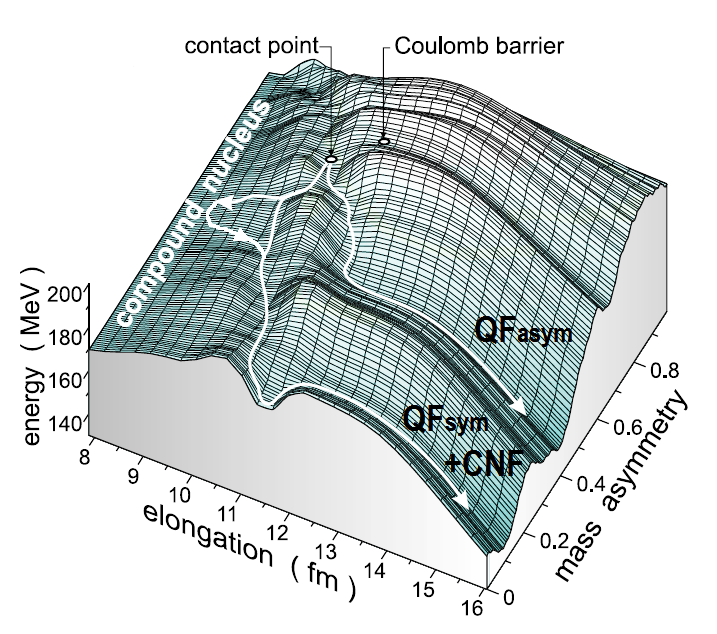 contact point
Coulomb barrier
compound nucleus
energy ( MeV )
200
180
160
140
8
9
10
11
12
13
14
15
16
elongation ( fm )
0
0.2
0.4
0.6
0.8
mass asymmetry
QFasym
QFsym
+CNF